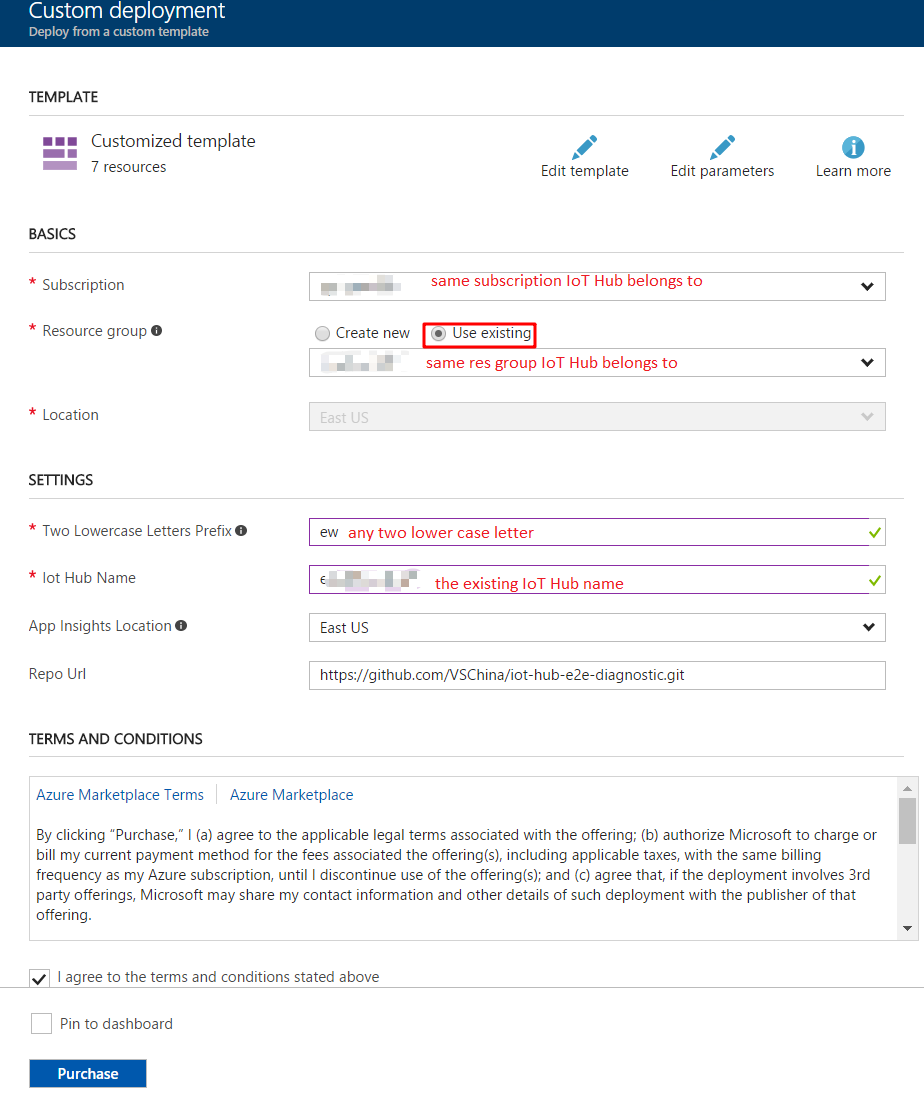 Custom deployment
Deploy from a custom template
TEMPLATE
Customized template
7 resources
Edit template
Edit parameters
Learn more
BASICS
* Subscription
same subscription IoT Hub belongs to
* Resource group
Create new
Use existing
same res group IoT Hub belongs to
* Location
East US
SETTINGS
* Two Lowercase Letters Prefix
ew any two lower case letter
* Iot Hub Name
the existing IoT Hub name
App Insights Location
East US
Repo Url
https://github.com/VSChina/iot-hub-e2e-diagnostic.git
TERMS AND CONDITIONS
Azure Marketplace Terms
Azure Marketplace
By clicking “Purchase,” I (a) agree to the applicable legal terms associated with the offering; (b) authorize Microsoft to charge or
bill my current payment method for the fees associated the offering(s), including applicable taxes, with the same billing
frequency as my Azure subscription, until I discontinue use of the offering(s); and (c) agree that, if the deployment involves 3rd
party offerings, Microsoft may share my contact information and other details of such deployment with the publisher of that
offering.
I agree to the terms and conditions stated above
Pin to dashboard
Purchase